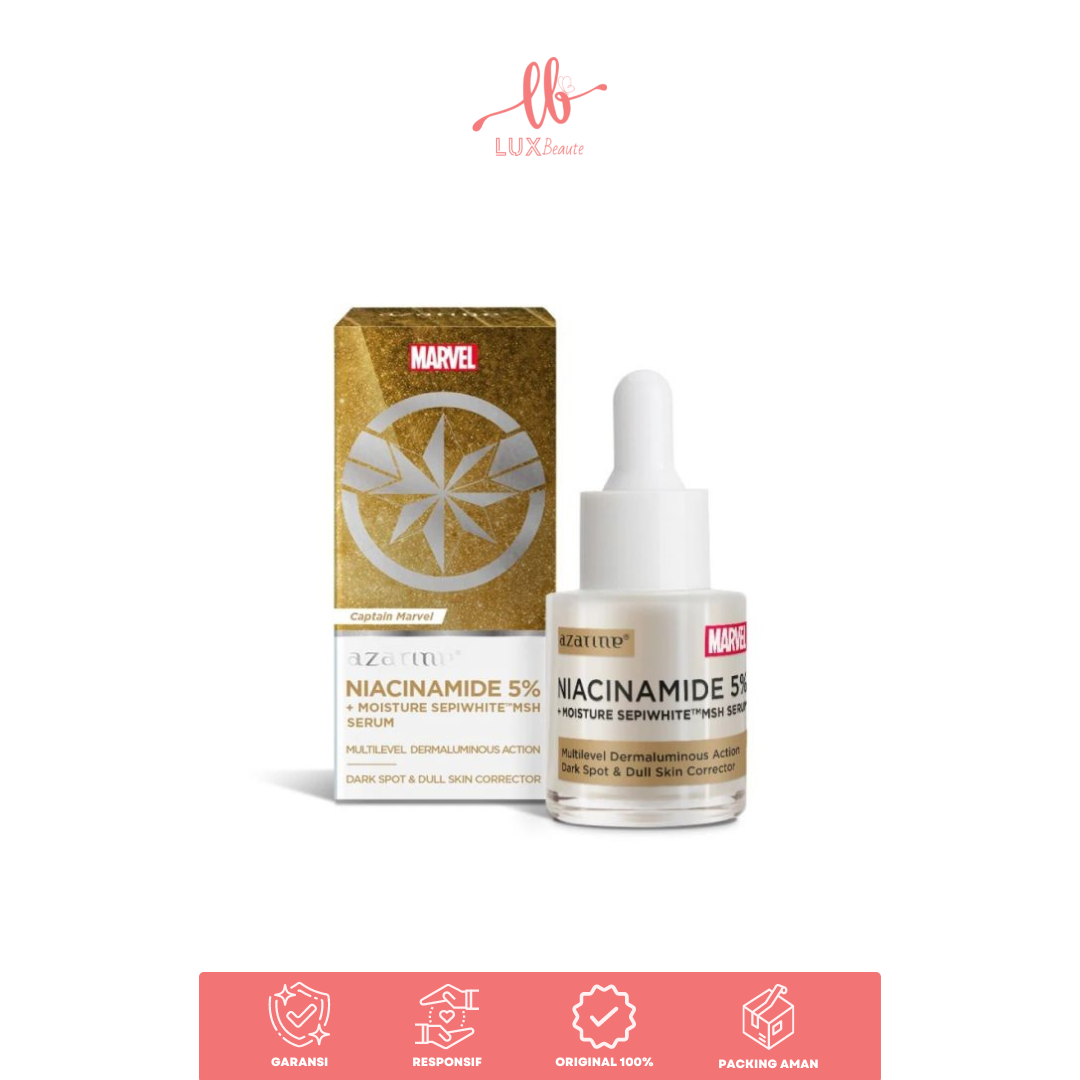 lb
LUX Beaute
azarine
MARVEL
Captain Marvel
azarine®
NIACINAMIDE 5%
+ MOISTURE SEPIWHITE™MSH
SERUM
MULTILEVEL DERMALUMINOUS ACTION
DARK SPOT & DULL SKIN CORRECTOR
azarine®
MARVEL
NIACINAMIDE 5%
+ MOISTURE SEPIWHITE™MSH SERUM
Multilevel Dermaluminous Action
Dark Spot & Dull Skin Corrector
GARANSI
RESPONSIF
ORIGINAL 100%
PACKING AMAN